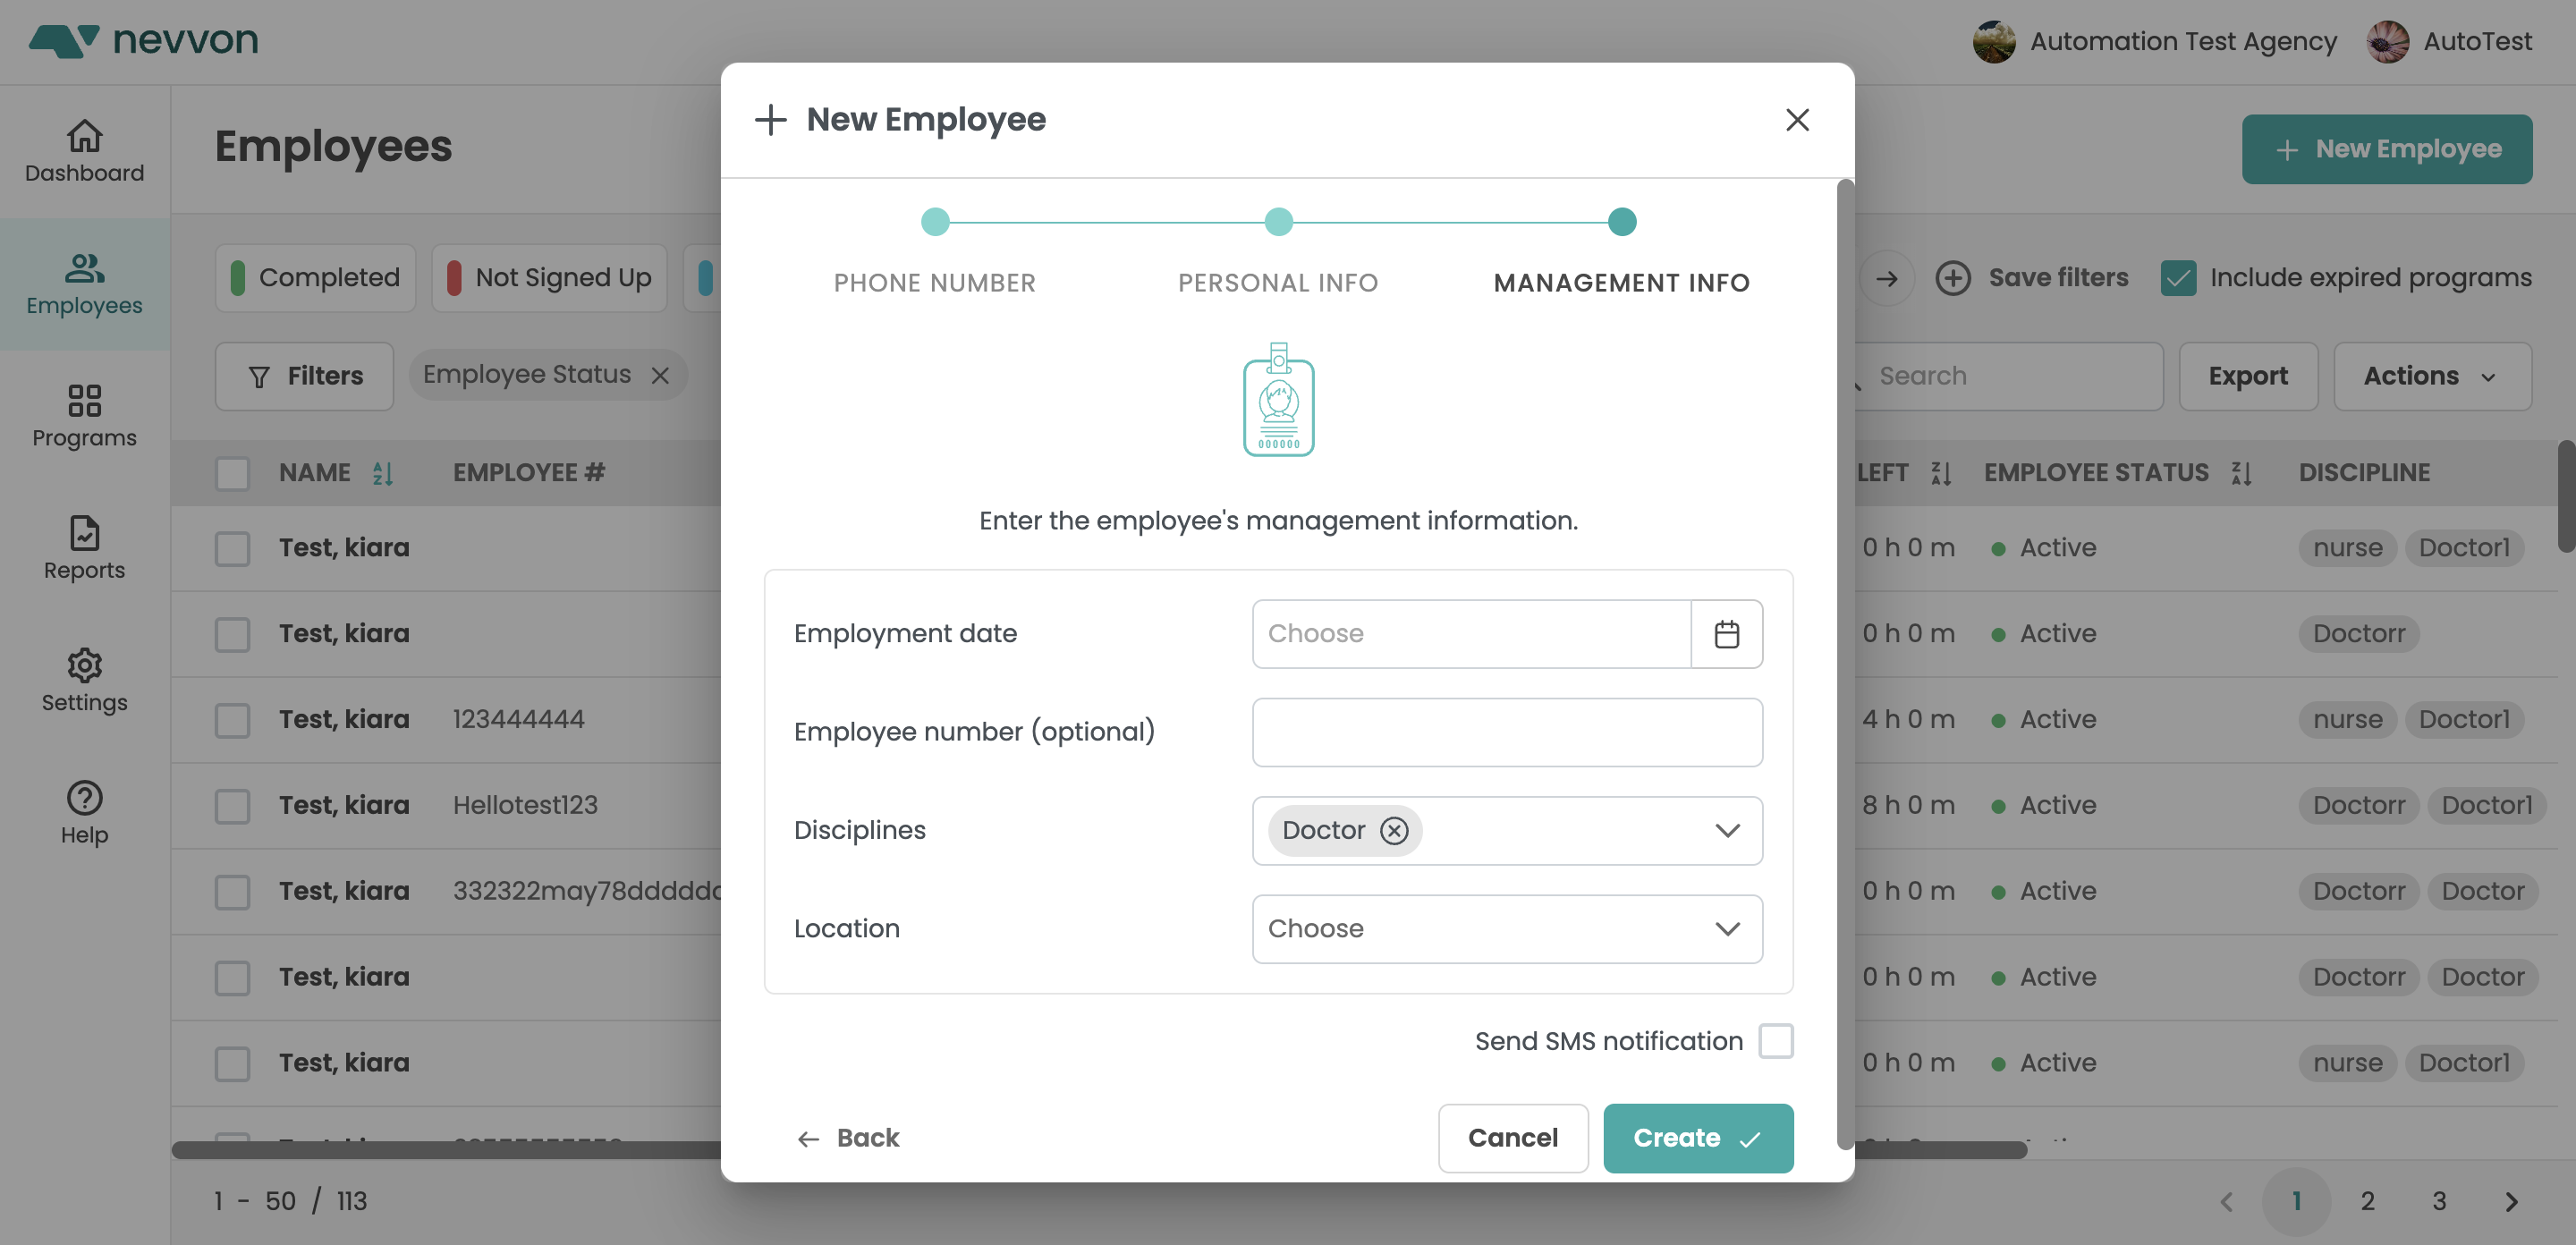 nevvon
Automation Test Agency
AutoTest
Dashboard
Employees
Programs
Reports
Settings
Help
Employees
New Employee
Completed
Not Signed Up
Save filters
Include expired programs
Filters
Employee Status
Search
Export
Actions
NAME EMPLOYEE # LEFT EMPLOYEE STATUS DISCIPLINE
Test, kiara 0 h 0 m Active nurse Doctor1
Test, kiara 0 h 0 m Active Doctorr
Test, kiara 123444444 4 h 0 m Active nurse Doctor1
Test, kiara Hellotest123 8 h 0 m Active Doctorr Doctor1
Test, kiara 332322may78dddddd 0 h 0 m Active Doctorr Doctor
Test, kiara 0 h 0 m Active Doctorr Doctor
Test, kiara 0 h 0 m Active nurse Doctor1
1 - 50 / 113
1 2 3
New Employee
PHONE NUMBER
PERSONAL INFO
MANAGEMENT INFO
000000
Enter the employee's management information.
Employment date
Choose
Employee number (optional)
Disciplines
Doctor
Location
Choose
Send SMS notification
Back
Cancel
Create